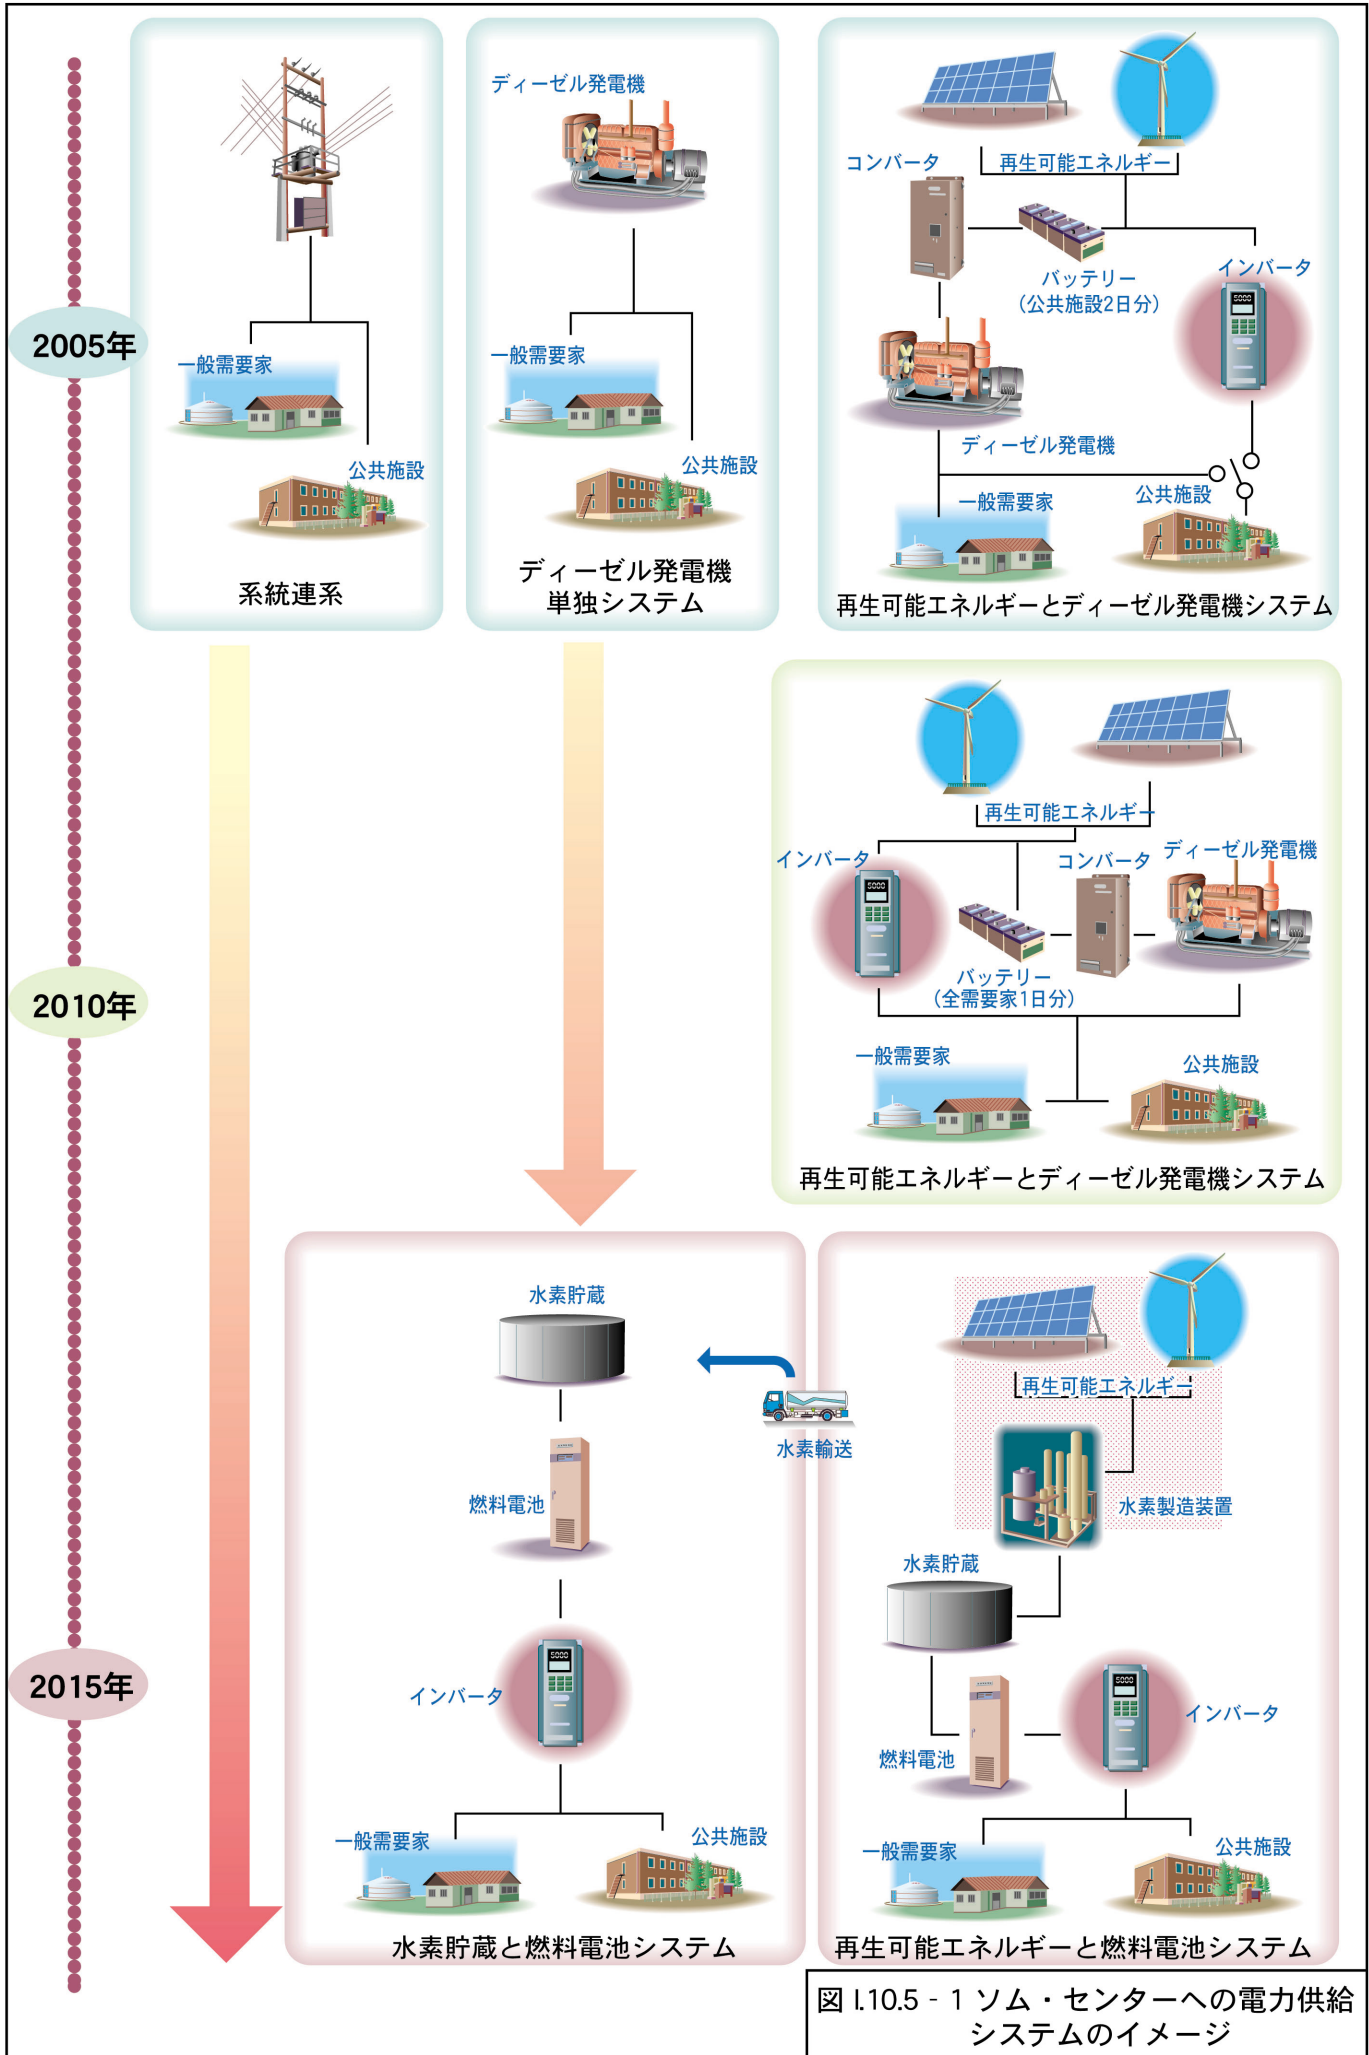 2005年
系統連系
一般需要家
公共施設
ディーゼル発電機
一般需要家
公共施設
ディーゼル発電機
単独システム
再生可能エネルギー
コンバータ
バッテリー
(公共施設2日分)
インバータ
ディーゼル発電機
一般需要家
公共施設
再生可能エネルギーとディーゼル発電機システム
2010年
再生可能エネルギー
インバータ
コンバータ
ディーゼル発電機
バッテリー
(全需要家1日分)
一般需要家
公共施設
再生可能エネルギーとディーゼル発電機システム
2015年
水素貯蔵
燃料電池
インバータ
一般需要家
公共施設
水素貯蔵と燃料電池システム
水素輸送
再生可能エネルギー
水素製造装置
水素貯蔵
燃料電池
インバータ
一般需要家
公共施設
再生可能エネルギーと燃料電池システム
図 I.10.5 - 1 ソム・センターへの電力供給
システムのイメージ